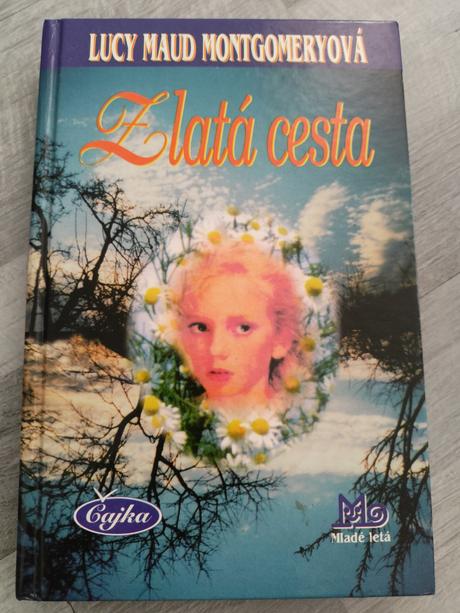 LUCY MAUD MONTGOMERYOVÁ
Zlatá cesta
Čajka
Mladé letá